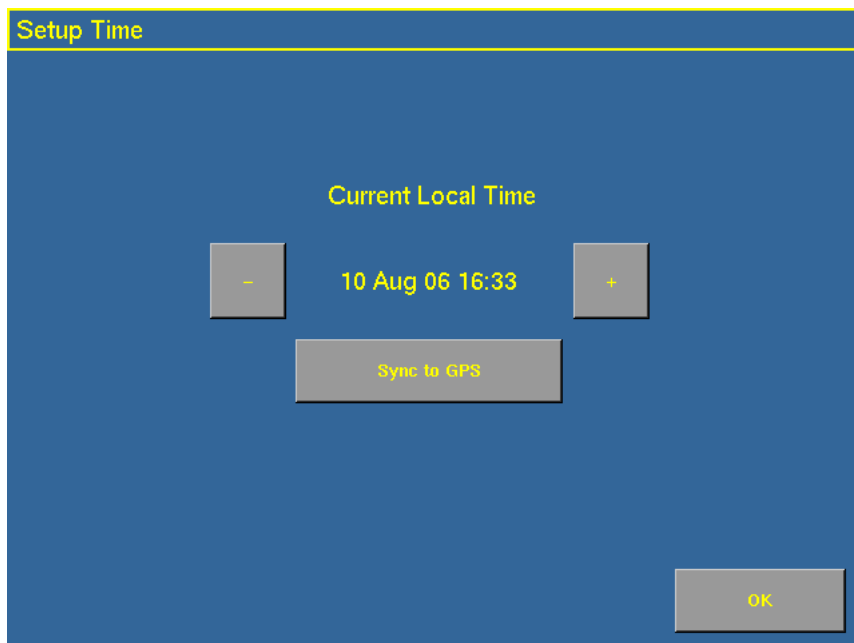 Setup Time
Current Local Time
- 10 Aug 06 16:33 +
Sync to GPS
OK